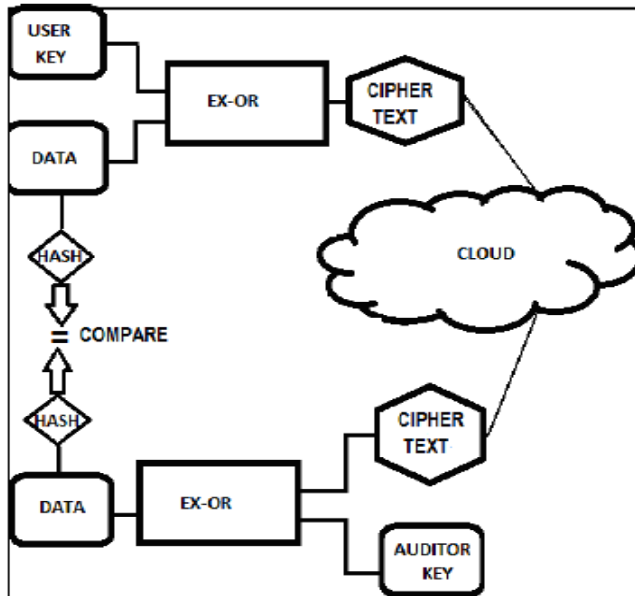 USER
KEY
EX-OR
CIPHER
TEXT
DATA
HASH
CLOUD
= COMPARE
HASH
CIPHER
TEXT
DATA
EX-OR
AUDITOR
KEY